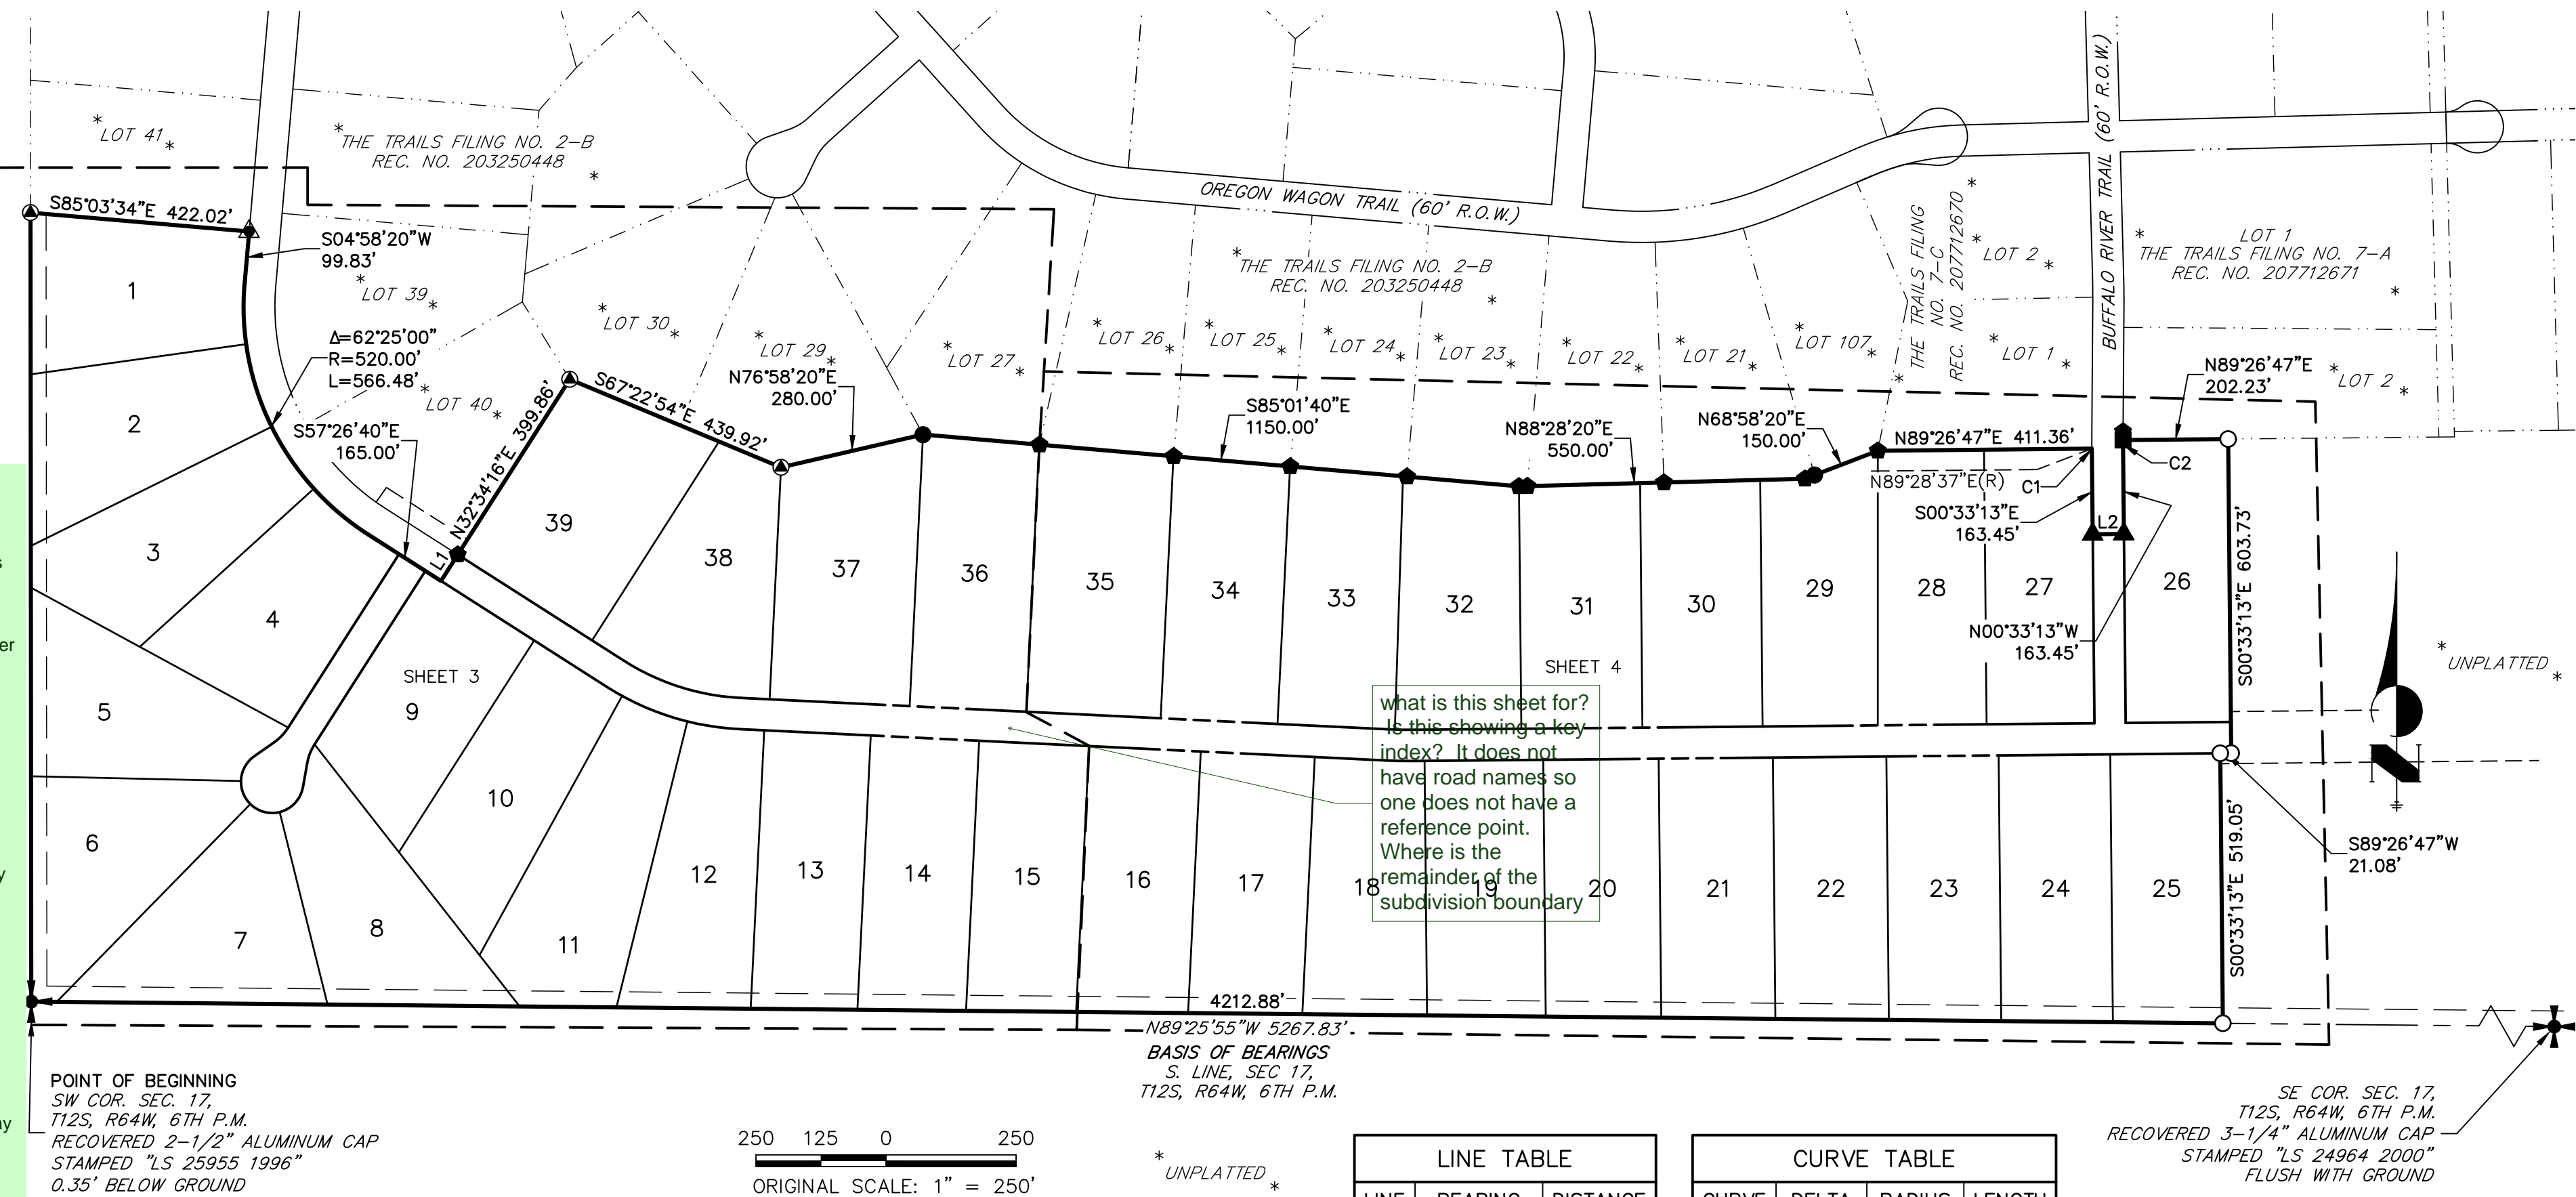 OREGON WAGON TRAIL (60' R.O.W.)
BUFFALO RIVER TRAIL (60' R.O.W.)
*LOT 41*
*THE TRAILS FILING NO. 2-B
REC. NO. 203250448*
S85°03'34"E 422.02'
S04°58'20"W
99.83'
*LOT 39*
Δ=62°25'00"
R=520.00'
L=566.48'
*LOT 40*
S57°26'40"E
165.00'
L1
N32°34'16"E 399.86'
S67°22'54"E 439.92'
*LOT 30*
*LOT 29*
N76°58'20"E
280.00'
*LOT 27*
*THE TRAILS FILING NO. 2-B
REC. NO. 203250448*
*LOT 26*
*LOT 25*
*LOT 24*
*LOT 23*
*LOT 22*
*LOT 21*
*LOT 107*
S85°01'40"E
1150.00'
N88°28'20"E
550.00'
N68°58'20"E
150.00'
*THE TRAILS FILING
NO. 7-C
REC. NO. 207712670*
*LOT 2*
*LOT 1*
*LOT 1
THE TRAILS FILING NO. 7-A
REC. NO. 207712671*
N89°26'47"E
202.23'
*LOT 2*
N89°26'47"E 411.36'
C2
N89°28'37"E(R)
C1
S00°33'13"E
163.45'
L2
N00°33'13"W
163.45'
S00°33'13"E 603.73'
*UNPLATTED*
N
S89°26'47"W
21.08'
S00°33'13"E 519.05'
1
2
3
4
5
6
7
8
9
10
11
12
13
14
15
16
17
18
19
20
21
22
23
24
25
26
27
28
29
30
31
32
33
34
35
36
37
38
39
SHEET 3
SHEET 4
what is this sheet for?
Is this showing a key
index? It does not
have road names so
one does not have a
reference point.
Where is the
remainder of the
subdivision boundary
4212.88'
N89°25'55"W 5267.83'
BASIS OF BEARINGS
S. LINE, SEC 17,
T12S, R64W, 6TH P.M.
POINT OF BEGINNING
SW COR. SEC. 17,
T12S, R64W, 6TH P.M.
RECOVERED 2-1/2" ALUMINUM CAP
STAMPED "LS 25955 1996"
0.35' BELOW GROUND
250 125 0 250
ORIGINAL SCALE: 1" = 250'
*UNPLATTED*
LINE TABLE
LINE BEARING DISTANCE
CURVE TABLE
CURVE DELTA RADIUS LENGTH
SE COR. SEC. 17,
T12S, R64W, 6TH P.M.
RECOVERED 3-1/4" ALUMINUM CAP
STAMPED "LS 24964 2000"
FLUSH WITH GROUND